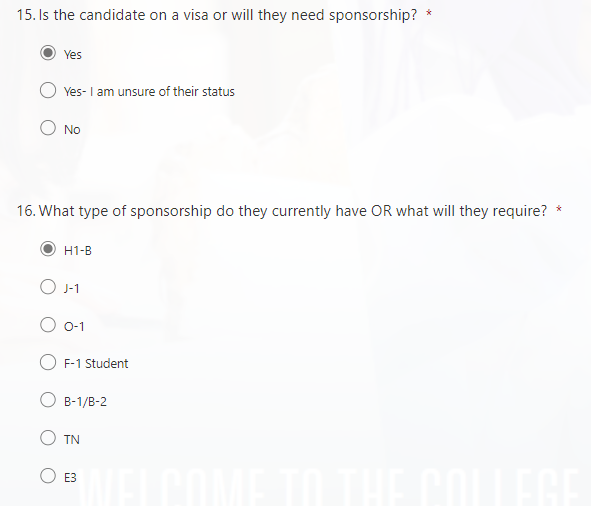 15. Is the candidate on a visa or will they need sponsorship? *
Yes
Yes- I am unsure of their status
No
16. What type of sponsorship do they currently have OR what will they require? *
H1-B
J-1
O-1
F-1 Student
B-1/B-2
TN
E3
WELCOME TO THE COLLEGE